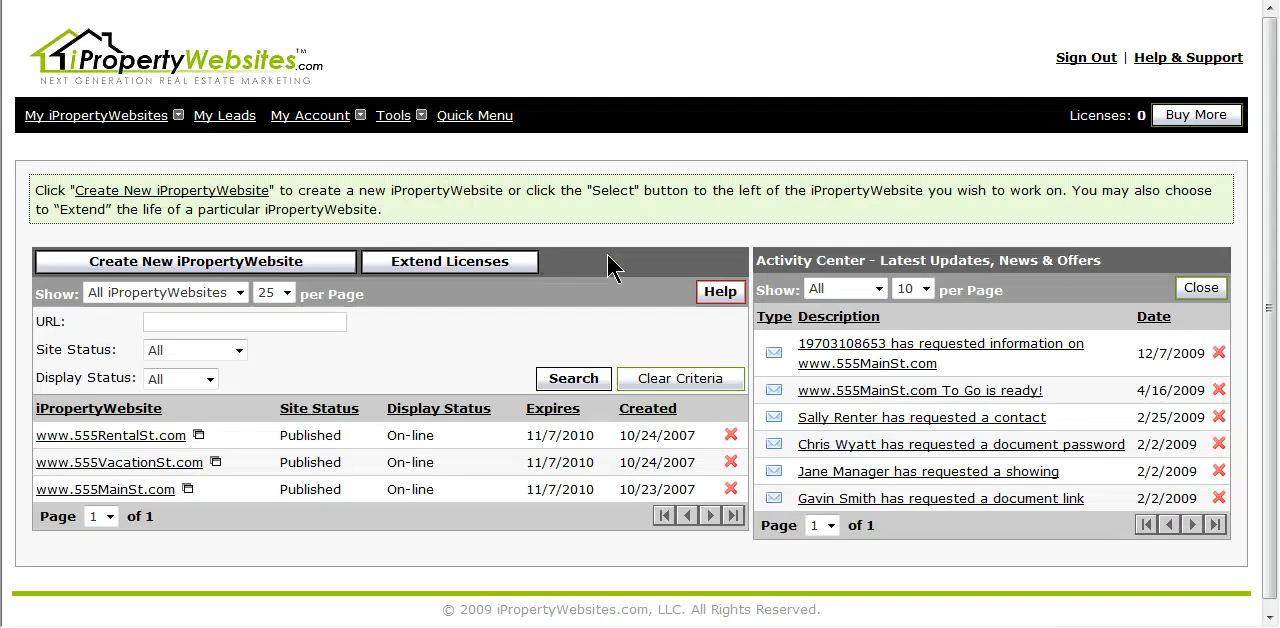 iPropertyWebsites.com™
NEXT GENERATION REAL ESTATE MARKETING
Sign Out | Help & Support
My iPropertyWebsites My Leads My Account Tools Quick Menu Licenses: 0 Buy More
Click "Create New iPropertyWebsite" to create a new iPropertyWebsite or click the "Select" button to the left of the iPropertyWebsite you wish to work on. You may also choose
to “Extend” the life of a particular iPropertyWebsite.
Create New iPropertyWebsite Extend Licenses
Show: All iPropertyWebsites 25 per Page Help
URL:
Site Status: All
Display Status: All Search Clear Criteria
iPropertyWebsite Site Status Display Status Expires Created
www.555RentalSt.com Published On-line 11/7/2010 10/24/2007
www.555VacationSt.com Published On-line 11/7/2010 10/24/2007
www.555MainSt.com Published On-line 11/7/2010 10/23/2007
Page 1 of 1
Activity Center - Latest Updates, News & Offers
Show: All 10 per Page Close
Type Description Date
19703108653 has requested information on
www.555MainSt.com 12/7/2009
www.555MainSt.com To Go is ready! 4/16/2009
Sally Renter has requested a contact 2/25/2009
Chris Wyatt has requested a document password 2/2/2009
Jane Manager has requested a showing 2/2/2009
Gavin Smith has requested a document link 2/2/2009
Page 1 of 1
© 2009 iPropertyWebsites.com, LLC. All Rights Reserved.